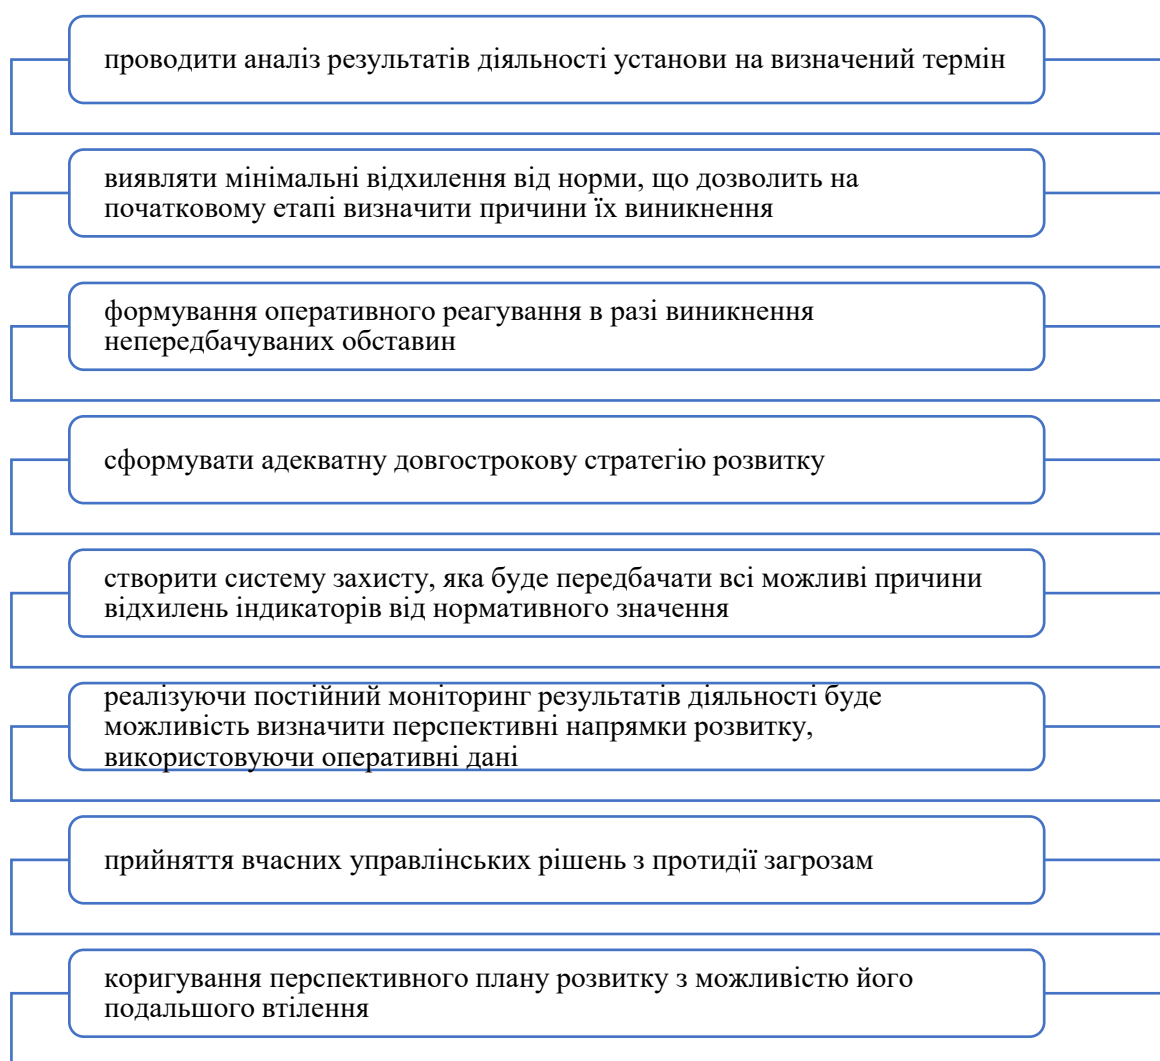 проводити аналіз результатів діяльності установи на визначений термін
виявляти мінімальні відхилення від норми, що дозволить на
початковому етапі визначити причини їх виникнення
формування оперативного реагування в разі виникнення
непередбачуваних обставин
сформувати адекватну довгострокову стратегію розвитку
створити систему захисту, яка буде передбачати всі можливі причини
відхилень індикаторів від нормативного значення
реалізуючи постійний моніторинг результатів діяльності буде
можливість визначити перспективні напрямки розвитку,
використовуючи оперативні дані
прийняття вчасних управлінських рішень з протидії загрозам
коригування перспективного плану розвитку з можливістю його
подальшого втілення